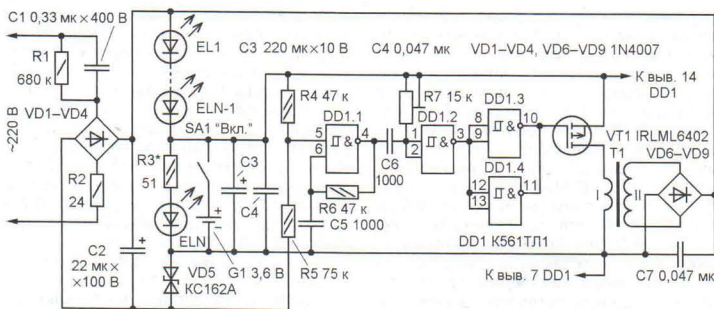 C1 0,33 мк × 400 В
R1
680 к
VD1–VD4
~220 В
R2
24
C2
22 мк×
×100 В
EL1
ELN-1
SA1 "Вкл."
R3*
51
ELN
VD5
КС162А
C3 220 мк×10 В
C4 0,047 мк
VD1–VD4, VD6–VD9 1N4007
C3
C4
G1 3,6 В
R4 47 к
R5 75 к
DD1.1
5
6
4
C6
1000
R6 47 к
C5 1000
R7 15 к
DD1.2
1
2
3
DD1.3
8
9
10
DD1.4
12
13
11
DD1 К561ТЛ1
К выв. 14
DD1
VT1 IRLML6402
T1
VD6–VD9
I
II
К выв. 7 DD1
C7 0,047 мк
&
&
&
&